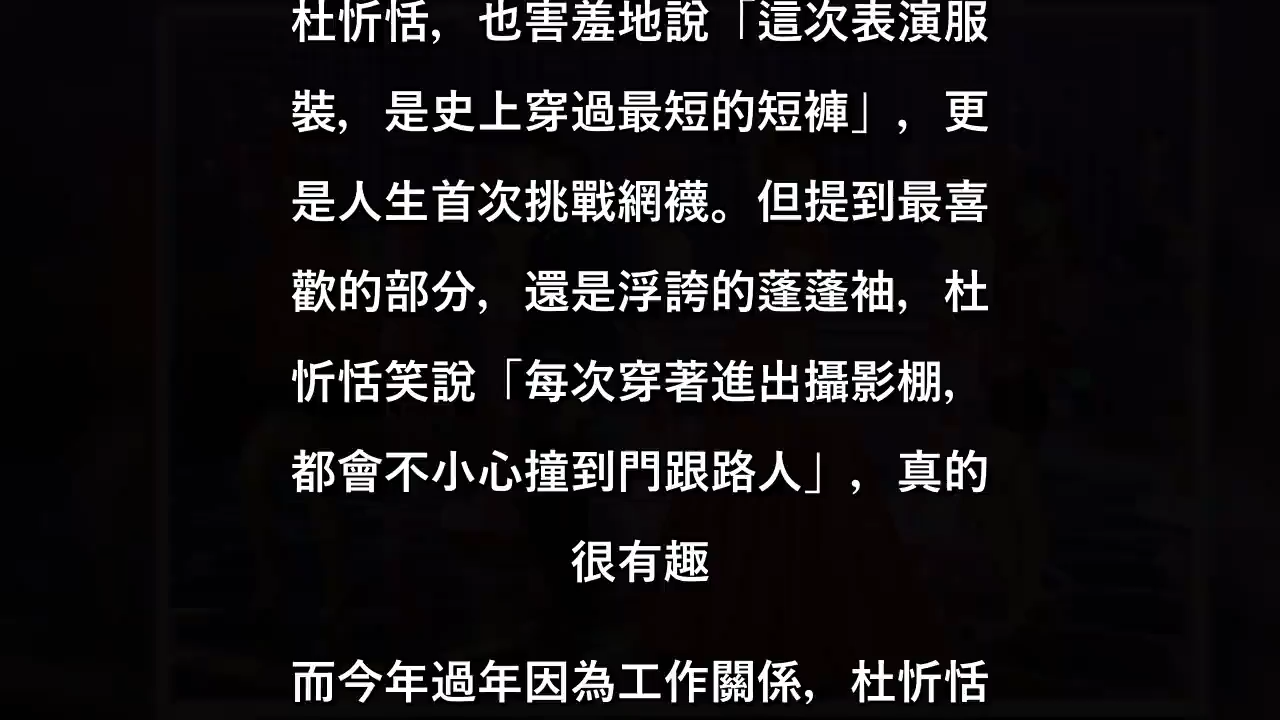 杜忻恬，也害羞地說「這次表演服
裝，是史上穿過最短的短褲」，更
是人生首次挑戰網襪。但提到最喜
歡的部分，還是浮誇的蓬蓬袖，杜
忻恬笑說「每次穿著進出攝影棚，
都會不小心撞到門跟路人」，真的
很有趣
而今年過年因為工作關係，杜忻恬